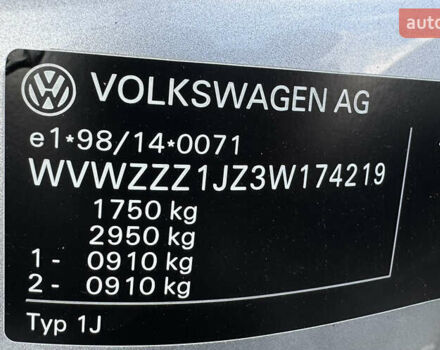 auto
VOLKSWAGEN AG
e1*98/14*0071
WVWZZZ1JZ3W174219
1750 kg
2950 kg
1 - 0910 kg
2 - 0910 kg
Typ 1J